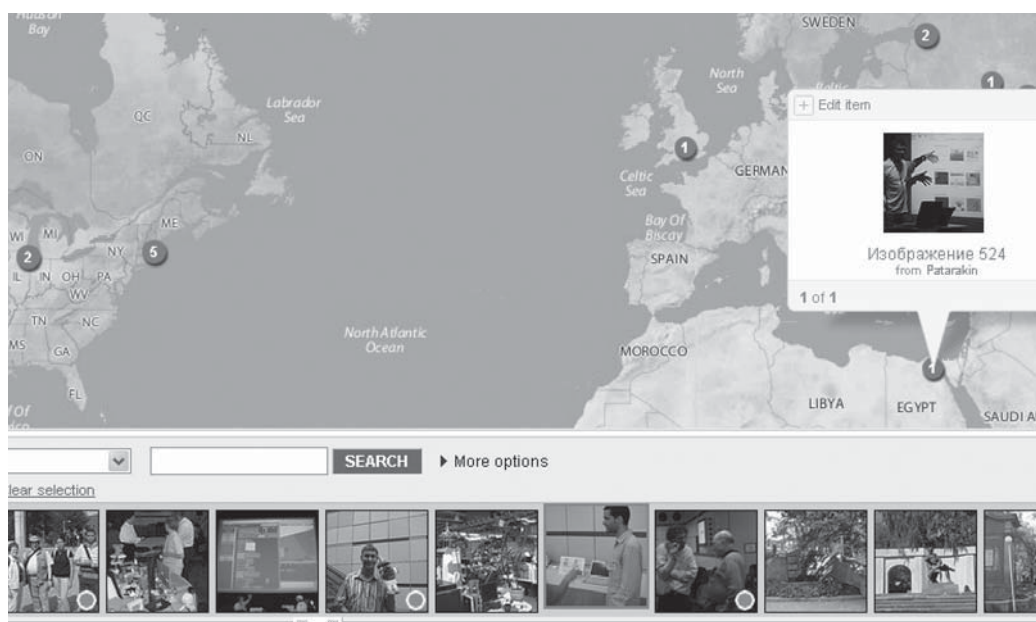 Hudson
Bay
SWEDEN
2
1
North
Sea
Baltic
Labrador
Sea
QC
NL
ON
+ Edit item
1
GERMAN
Celtic
Sea
Bay Of
Biscay
SPAIN
Изображение 524
from Patarakin
1 of 1
WI
MI
ME
NY
2
5
IL
IN
OH
PA
WV
TN
NC
MS
GA
FL
North Atlantic
Ocean
MOROCCO
1
LIBYA
EGYPT
SAUDI A
f Of
SEARCH
More options
lear selection